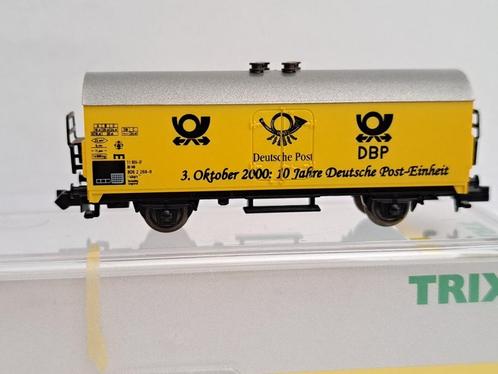 Deutsche Post
DBP
3. Oktober 2000: 10 Jahre Deutsche Post-Einheit
E
TRIX